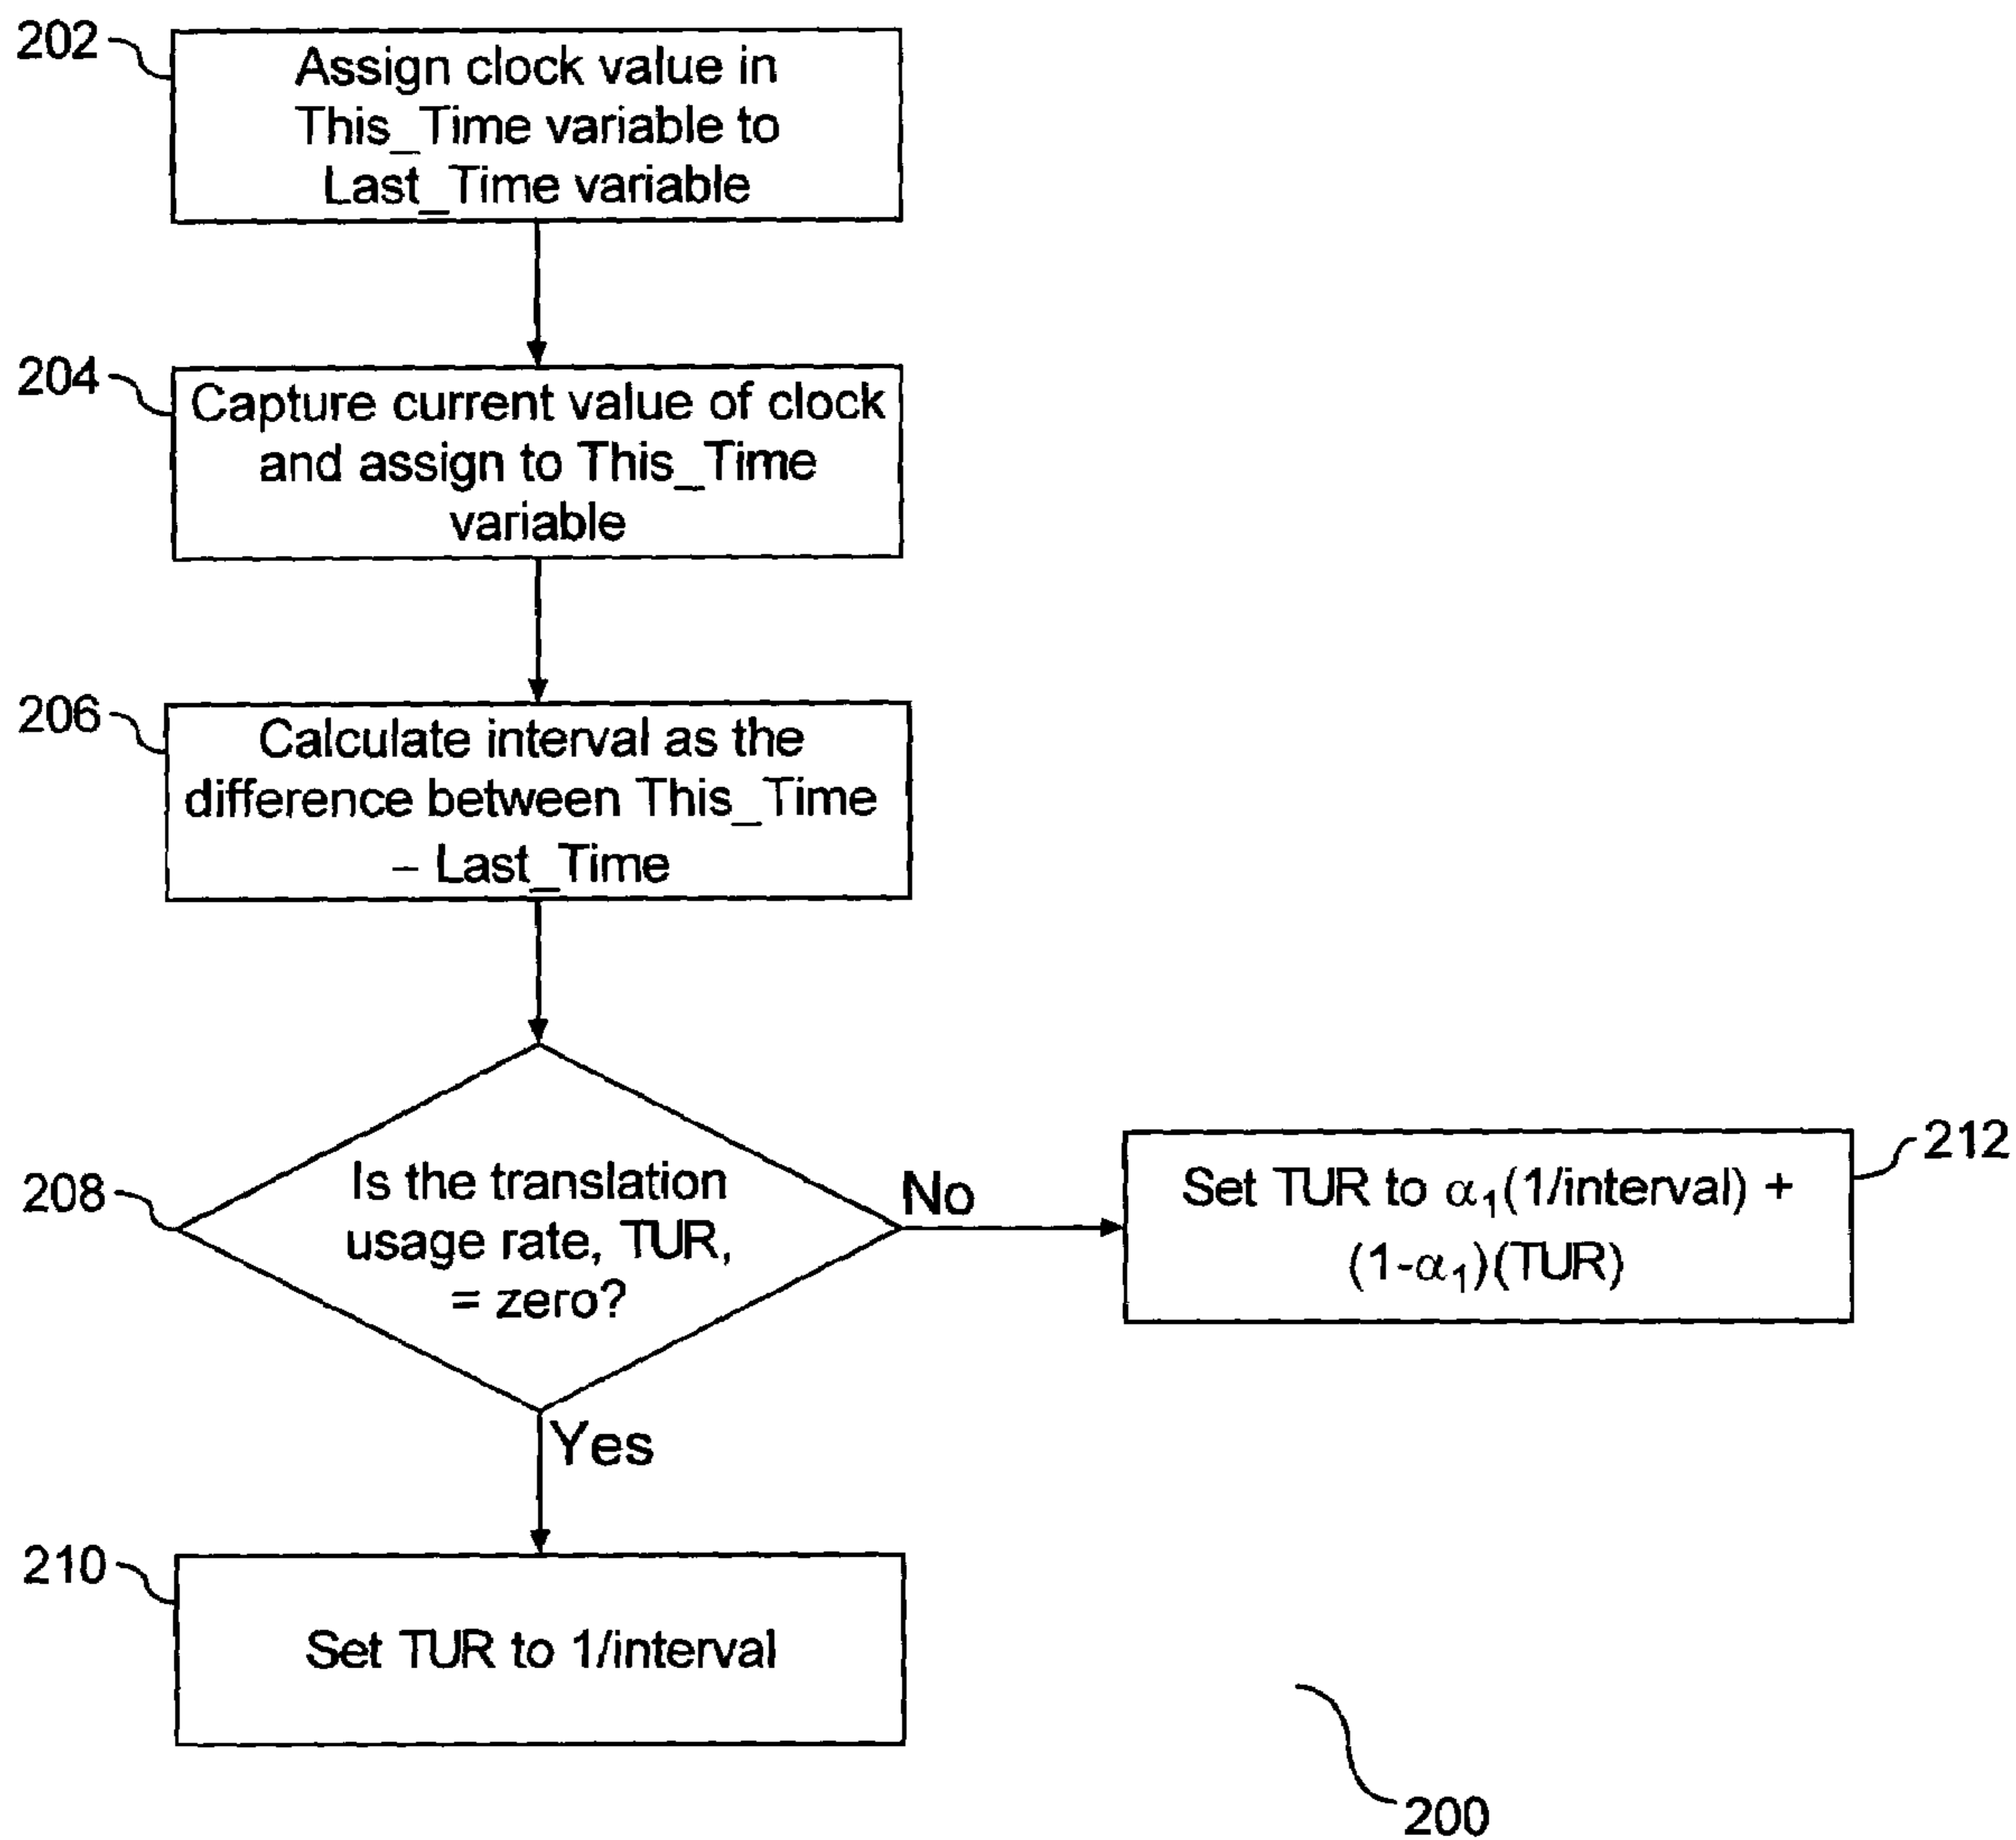 202
Assign clock value in
This_Time variable to
Last_Time variable
204
Capture current value of clock
and assign to This_Time
variable
206
Calculate interval as the
difference between This_Time
– Last_Time
208
Is the translation
usage rate, TUR,
= zero?
No
212
Set TUR to α₁(1/interval) +
(1-α₁)(TUR)
Yes
210
Set TUR to 1/interval
200